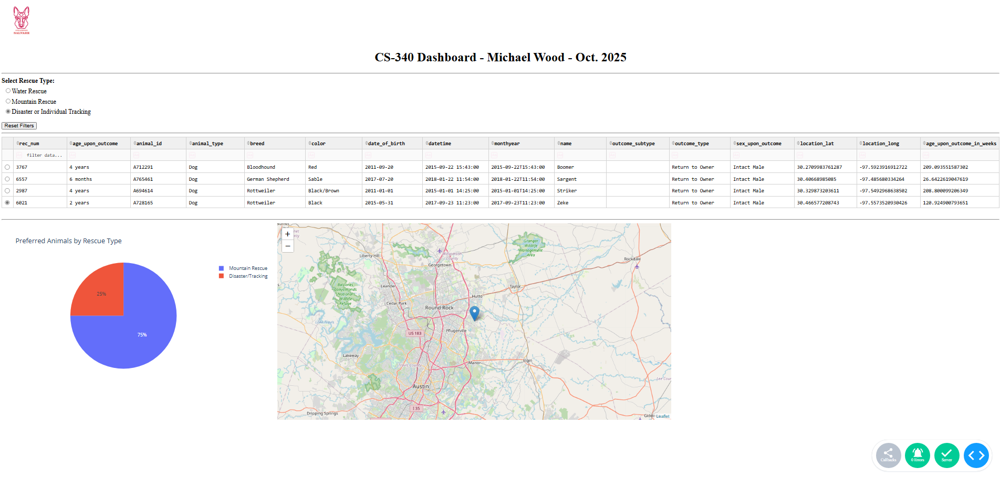 SALVARE
CS-340 Dashboard - Michael Wood - Oct. 2025
Select Rescue Type:
Water Rescue
Mountain Rescue
Disaster or Individual Tracking
Reset Filters
rec_num age_upon_outcome animal_id animal_type breed color date_of_birth datetime monthyear name outcome_subtype outcome_type sex_upon_outcome location_lat location_long age_upon_outcome_in_weeks
filter data...
3767 4 years A712291 Dog Bloodhound Red 2011-09-20 2015-09-22 15:43:00 2015-09-22T15:43:00 Boomer Return to Owner Intact Male 30.2709983761287 -97.5923916912722 209.093551587302
6557 6 months A765461 Dog German Shepherd Sable 2017-07-20 2018-01-22 11:54:00 2018-01-22T11:54:00 Sargent Return to Owner Intact Male 30.40668985085 -97.485680334264 26.6422619047619
2987 4 years A694614 Dog Rottweiler Black/Brown 2011-01-01 2015-01-01 14:25:00 2015-01-01T14:25:00 Striker Return to Owner Intact Male 30.329873203611 -97.5492968638502 208.800099206349
6021 2 years A728165 Dog Rottweiler Black 2015-05-31 2017-09-23 11:23:00 2017-09-23T11:23:00 Zeke Return to Owner Intact Male 30.466577208743 -97.5573520930426 120.924900793651
Preferred Animals by Rescue Type
Mountain Rescue
Disaster/Tracking
25%
75%
+
−
Granger
Wildlife
Management
Area
Liberty Hill
Williamson
County
Rockdale
Georgetown
Balcones
Canyonlands
National
Wildlife
Refuge
Leander
Taylor
Hutto
Cedar Park
Round Rock
Lake Travis
Pflugerville
US 183
Lakeway
Travis County
Manor
Elgin
Lee Cour
Austin
I 35
Dripping Springs
Giddi
Leaflet
Callbacks
0 Errors
Server